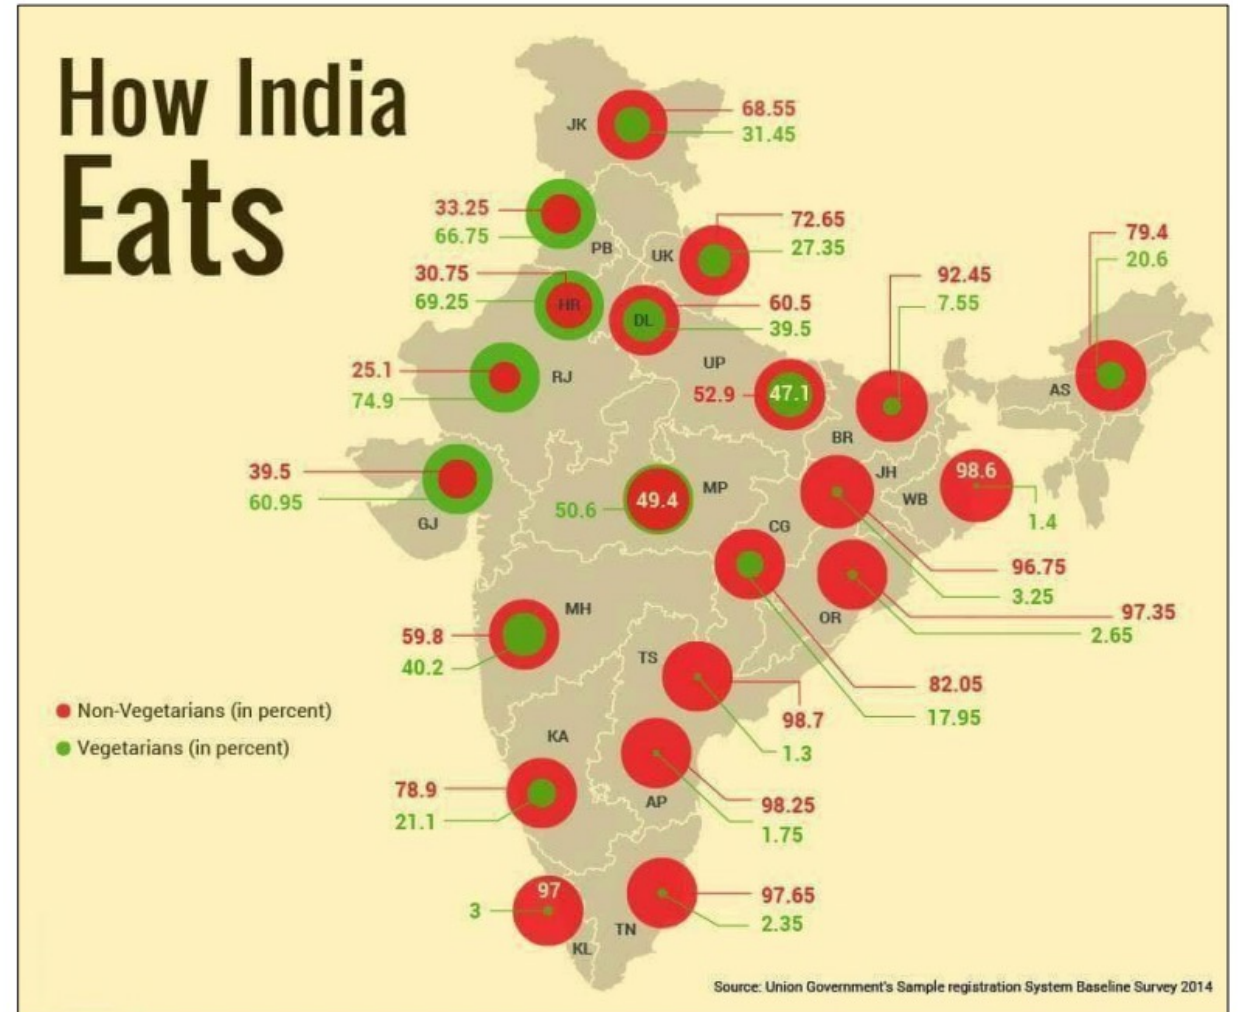 How India
Eats
JK
68.55
31.45
33.25
66.75
PB
UK
72.65
27.35
79.4
20.6
30.75
69.25
HR
DL
60.5
39.5
92.45
7.55
25.1
74.9
RJ
UP
52.9
47.1
BR
AS
39.5
60.95
GJ
50.6
49.4
MP
JH
WB
98.6
1.4
CG
96.75
3.25
OR
97.35
2.65
MH
59.8
40.2
TS
82.05
17.95
98.7
1.3
Non-Vegetarians (in percent)
Vegetarians (in percent)
KA
78.9
21.1
AP
98.25
1.75
97
3
KL
TN
97.65
2.35
Source: Union Government's Sample registration System Baseline Survey 2014